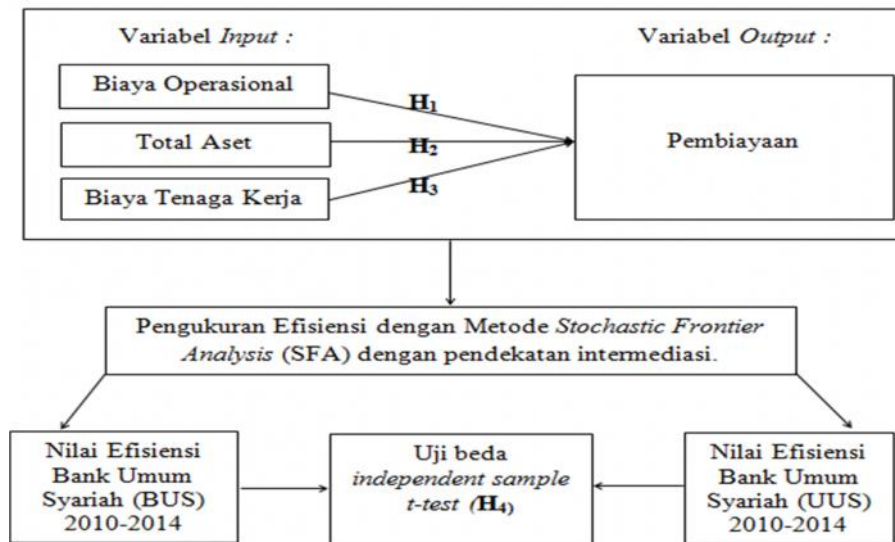 Variabel Input :
Variabel Output :
Biaya Operasional
Total Aset
Biaya Tenaga Kerja
H1
H2
H3
Pembiayaan
Pengukuran Efisiensi dengan Metode Stochastic Frontier
Analysis (SFA) dengan pendekatan intermediasi.
Nilai Efisiensi
Bank Umum
Syariah (BUS)
2010-2014
Uji beda
independent sample
t-test (H4)
Nilai Efisiensi
Bank Umum
Syariah (UUS)
2010-2014